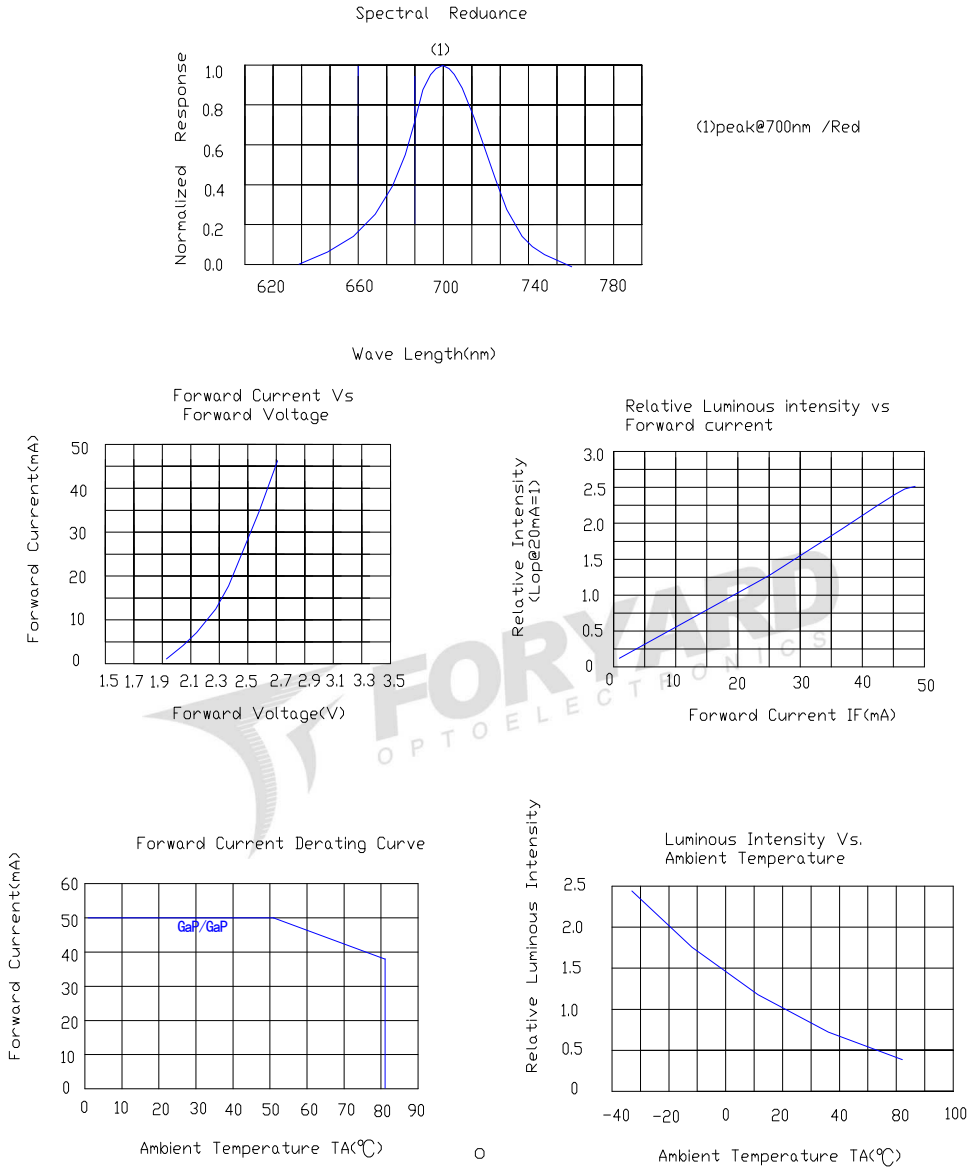 Spectral Reduance
(1)
Normalized Response
1.0
0.8
0.6
0.4
0.2
0.0
620 660 700 740 780
Wave Length(nm)
(1)peak@700nm /Red
Forward Current Vs
Forward Voltage
Forward Current(mA)
50
40
30
20
10
0
1.5 1.7 1.9 2.1 2.3 2.5 2.7 2.9 3.1 3.3 3.5
Forward Voltage(V)
Relative Luminous intensity vs
Forward current
Relative Intensity
(Lop@20mA=1)
3.0
2.5
2.0
1.5
1.0
0.5
0
0 10 20 30 40 50
Forward Current IF(mA)
FORYARD
OPTOELECTRONICS
Forward Current Derating Curve
Forward Current(mA)
60
50
40
30
20
10
0
GaP/GaP
0 10 20 30 40 50 60 70 80 90
Ambient Temperature TA(℃)
Luminous Intensity Vs.
Ambient Temperature
Relative Luminous Intensity
2.5
2.0
1.5
1.0
0.5
0
-40 -20 0 20 40 60 80 100
Ambient Temperature TA(℃)